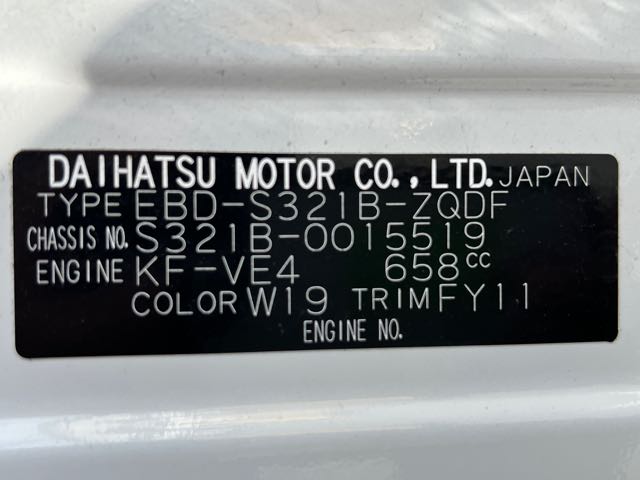 DAIHATSU MOTOR CO.,LTD. JAPAN
TYPE EBD-S321B-ZQDF
CHASSIS NO. S321B-0015519
ENGINE KF-VE4 658cc
COLOR W19 TRIM FY11
ENGINE NO.